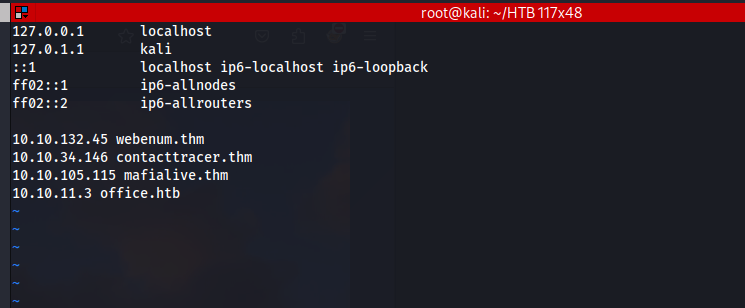 root@kali: ~/HTB 117x48
127.0.0.1 localhost
127.0.1.1 kali
::1 localhost ip6-localhost ip6-loopback
ff02::1 ip6-allnodes
ff02::2 ip6-allrouters
10.10.132.45 webenum.thm
10.10.34.146 contacttracer.thm
10.10.105.115 mafialive.thm
10.10.11.3 office.htb
~
~
~
~
~
~